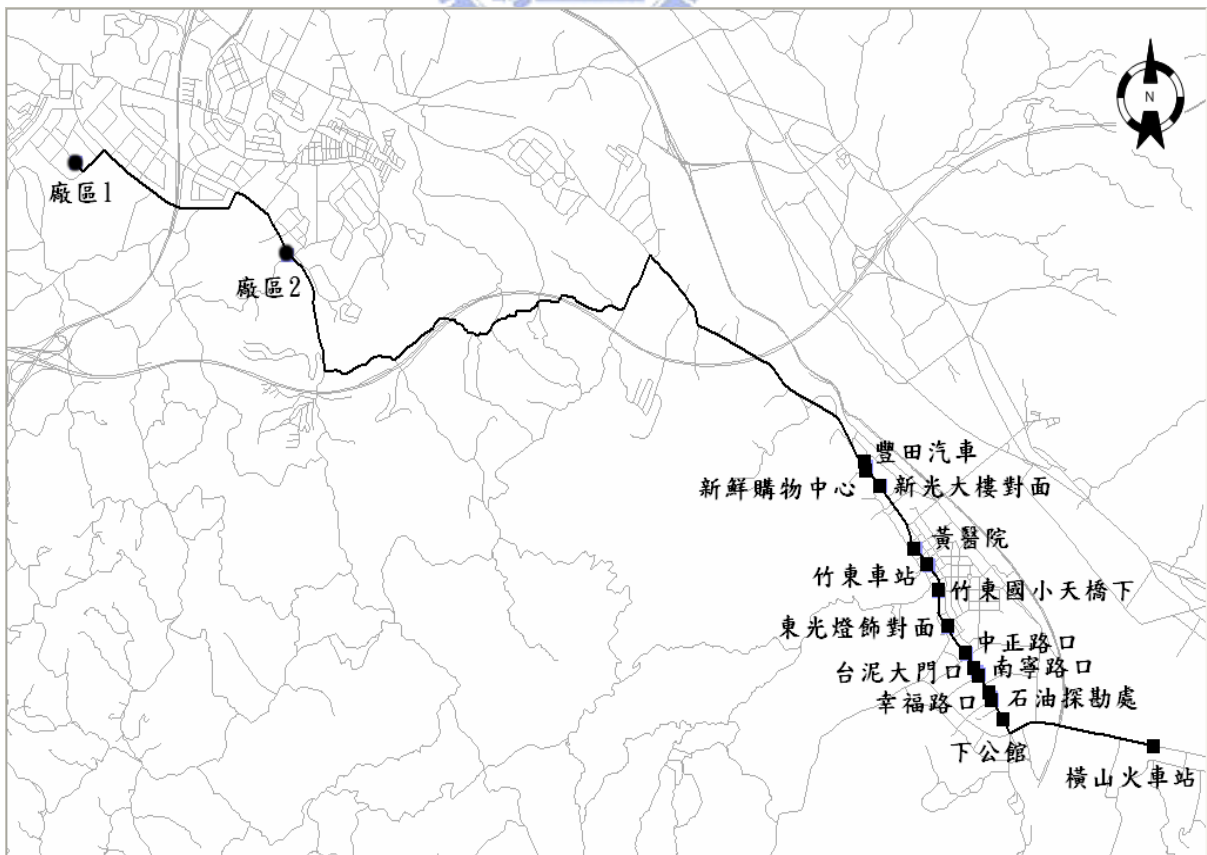 N
廠區1
廠區2
豐田汽車
新鮮購物中心
新光大樓對面
黃醫院
竹東車站
竹東國小天橋下
東光燈飾對面
中正路口
台泥大門口
南寧路口
幸福路口
石油探勘處
下公館
橫山火車站